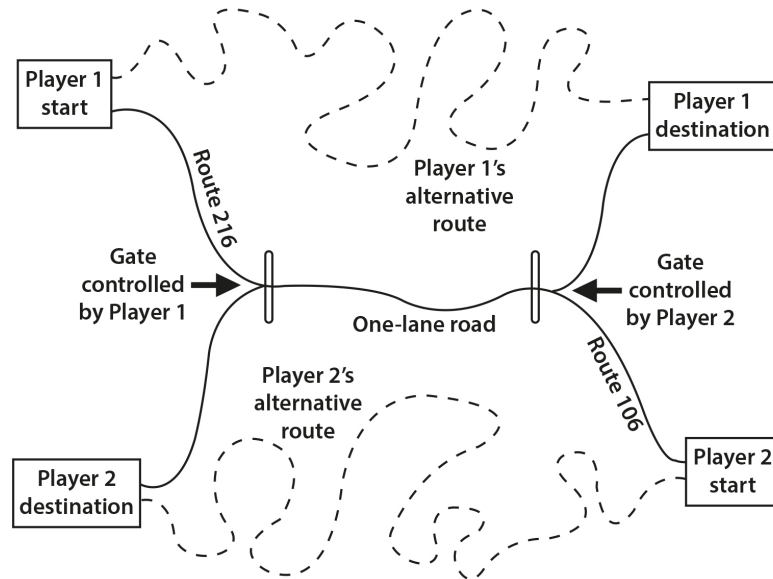 Player 1
start
Player 1
destination
Player 1's
alternative
route
Route 216
Gate
controlled
by Player 1
Gate
controlled
by Player 2
One-lane road
Player 2's
alternative
route
Route 106
Player 2
destination
Player 2
start